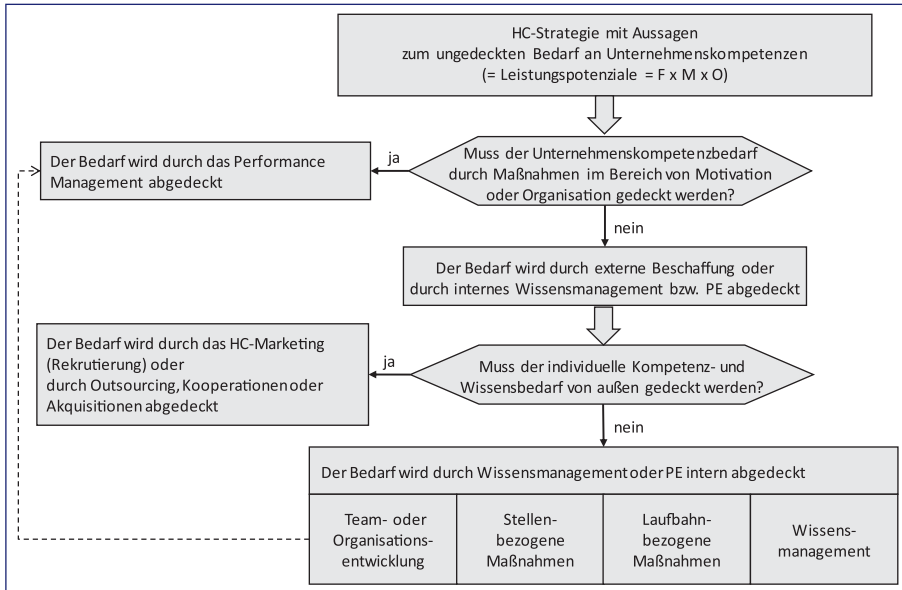 HC-Strategie mit Aussagen
zum ungedeckten Bedarf an Unternehmenskompetenzen
(= Leistungspotenziale = F x M x O)
Muss der Unternehmenskompetenzbedarf
durch Maßnahmen im Bereich von Motivation
oder Organisation gedeckt werden?
ja
Der Bedarf wird durch das Performance
Management abgedeckt
nein
Der Bedarf wird durch externe Beschaffung oder
durch internes Wissensmanagement bzw. PE abgedeckt
Muss der individuelle Kompetenz- und
Wissensbedarf von außen gedeckt werden?
ja
Der Bedarf wird durch das HC-Marketing
(Rekrutierung) oder
durch Outsourcing, Kooperationen oder
Akquisitionen abgedeckt
nein
Der Bedarf wird durch Wissensmanagement oder PE intern abgedeckt
Team- oder
Organisations-
entwicklung
Stellen-
bezogene
Maßnahmen
Laufbahn-
bezogene
Maßnahmen
Wissens-
management